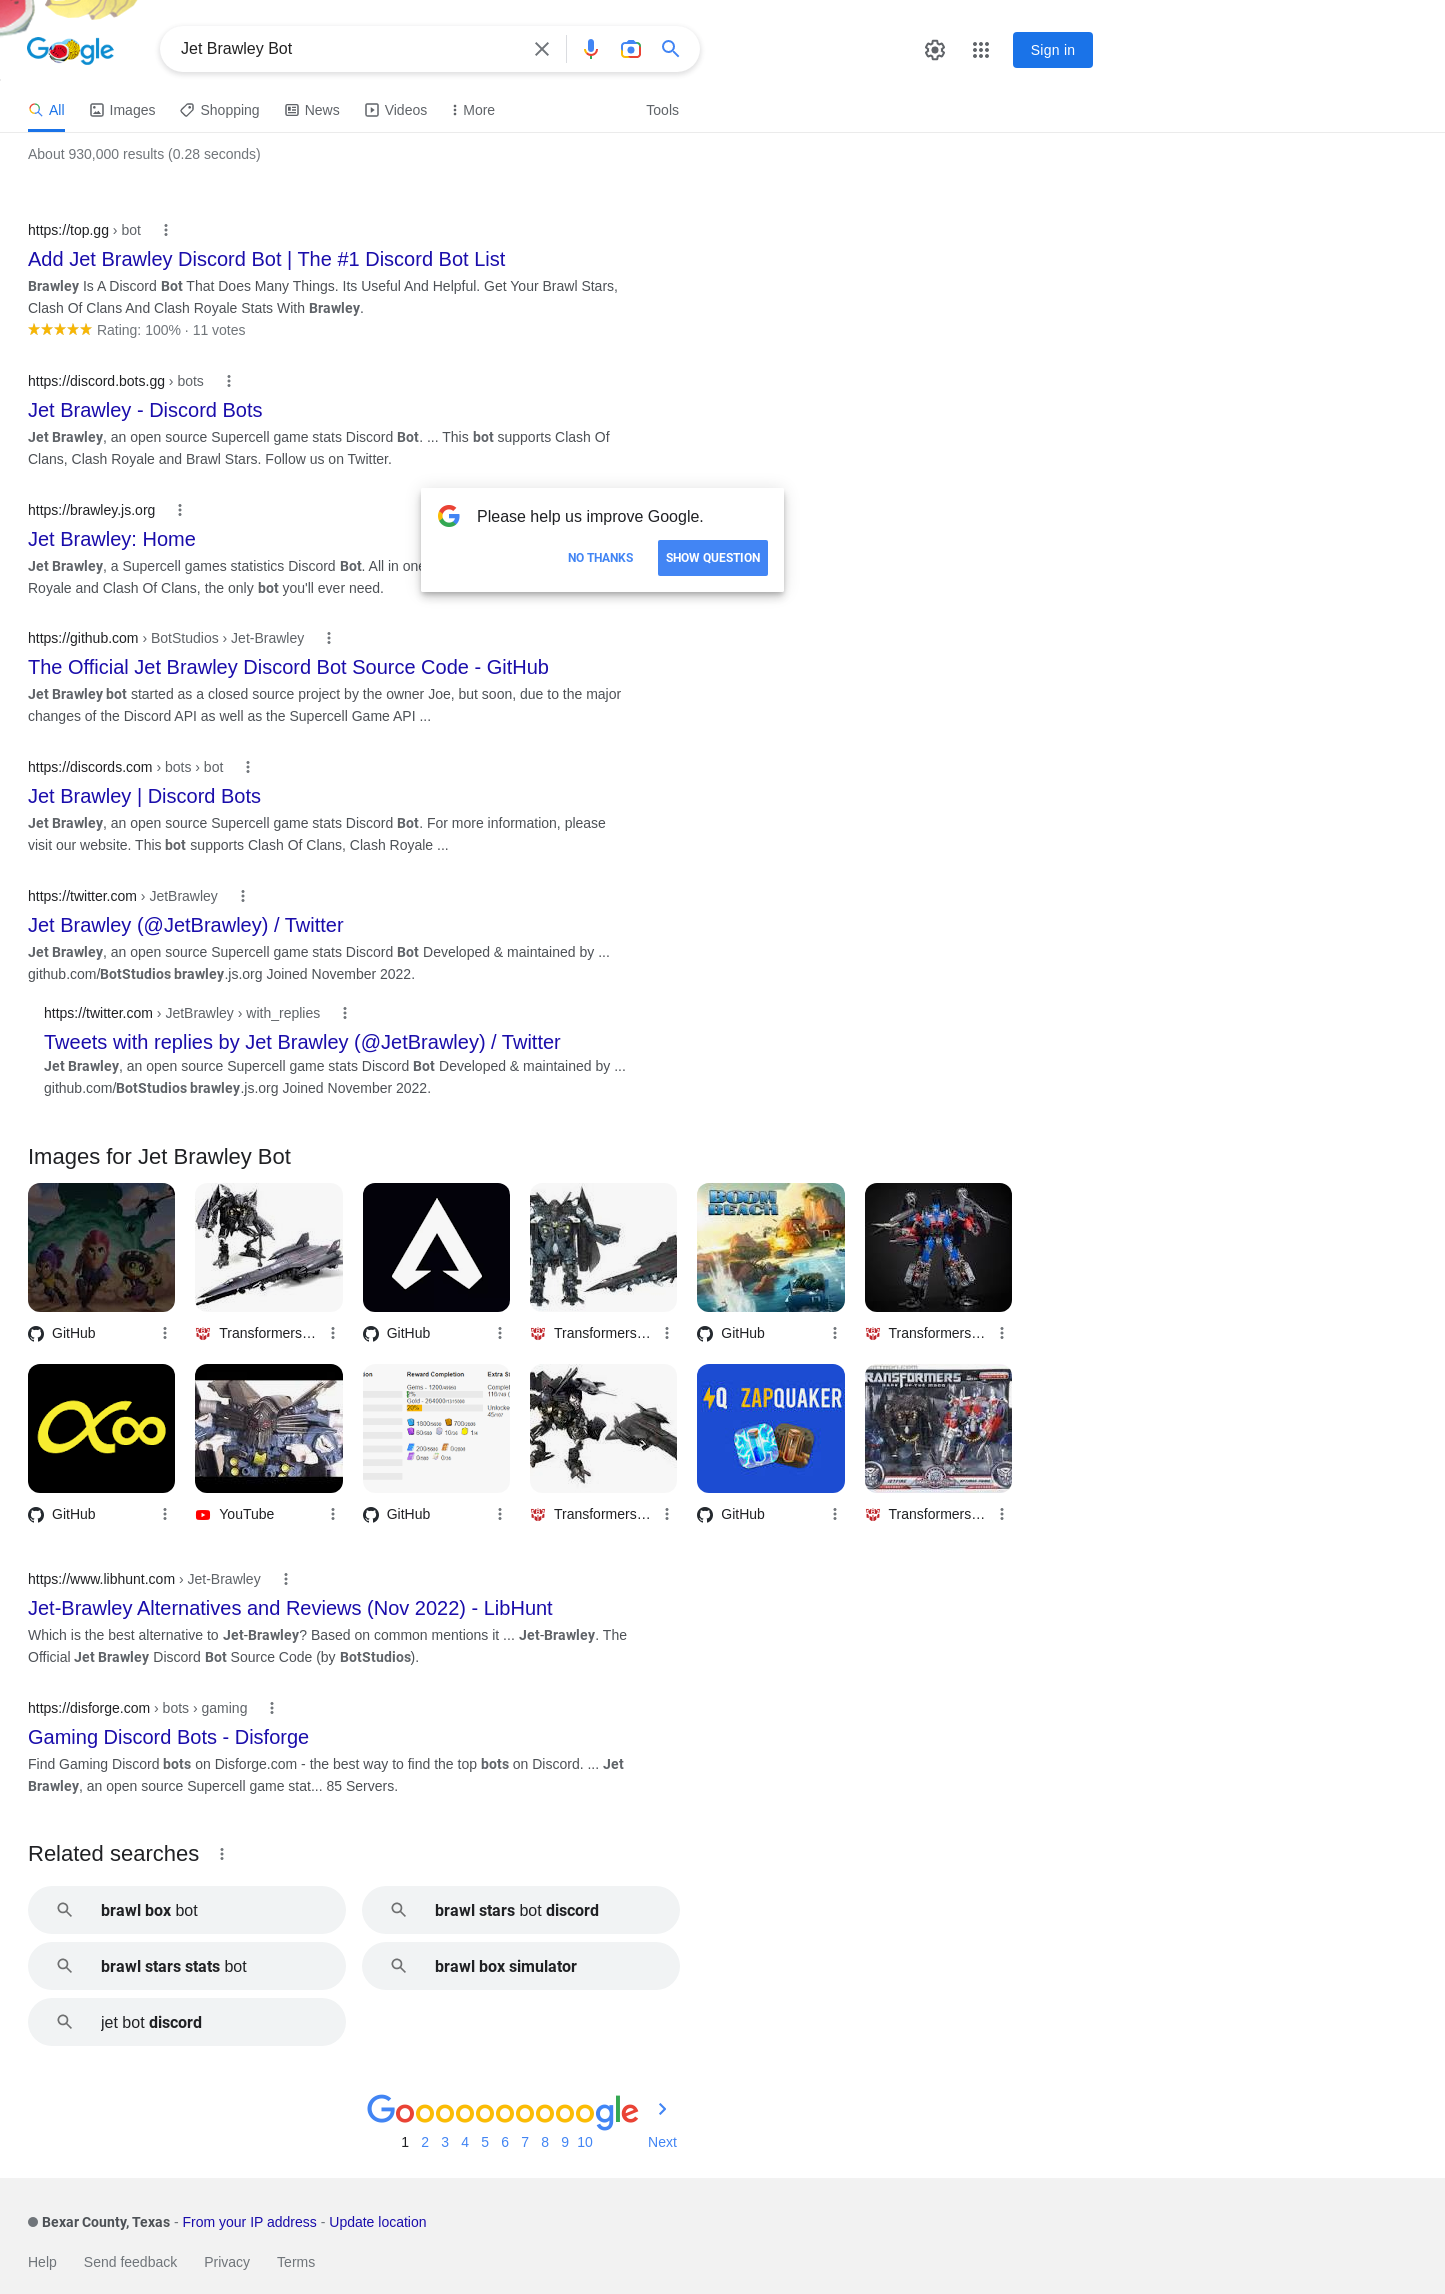 Google
Jet Brawley Bot
Sign in
All
Images
Shopping
News
Videos
More
Tools
About 930,000 results (0.28 seconds)
https://top.gg › bot
Add Jet Brawley Discord Bot | The #1 Discord Bot List
Brawley Is A Discord Bot That Does Many Things. Its Useful And Helpful. Get Your Brawl Stars,
Clash Of Clans And Clash Royale Stats With Brawley.
Rating: 100% · 11 votes
https://discord.bots.gg › bots
Jet Brawley - Discord Bots
Jet Brawley, an open source Supercell game stats Discord Bot. ... This bot supports Clash Of
Clans, Clash Royale and Brawl Stars. Follow us on Twitter.
https://brawley.js.org
Jet Brawley: Home
Jet Brawley, a Supercell games statistics Discord Bot. All in one
Royale and Clash Of Clans, the only bot you'll ever need.
Please help us improve Google.
NO THANKS
SHOW QUESTION
https://github.com › BotStudios › Jet-Brawley
The Official Jet Brawley Discord Bot Source Code - GitHub
Jet Brawley bot started as a closed source project by the owner Joe, but soon, due to the major
changes of the Discord API as well as the Supercell Game API ...
https://discords.com › bots › bot
Jet Brawley | Discord Bots
Jet Brawley, an open source Supercell game stats Discord Bot. For more information, please
visit our website. This bot supports Clash Of Clans, Clash Royale ...
https://twitter.com › JetBrawley
Jet Brawley (@JetBrawley) / Twitter
Jet Brawley, an open source Supercell game stats Discord Bot Developed & maintained by ...
github.com/BotStudios brawley.js.org Joined November 2022.
https://twitter.com › JetBrawley › with_replies
Tweets with replies by Jet Brawley (@JetBrawley) / Twitter
Jet Brawley, an open source Supercell game stats Discord Bot Developed & maintained by ...
github.com/BotStudios brawley.js.org Joined November 2022.
Images for Jet Brawley Bot
BOOM
BEACH
GitHub
Transformers…
GitHub
Transformers…
GitHub
Transformers…
Reward Completion
ZAPQUAKER
TRANSFORMERS
GitHub
YouTube
GitHub
Transformers…
GitHub
Transformers…
https://www.libhunt.com › Jet-Brawley
Jet-Brawley Alternatives and Reviews (Nov 2022) - LibHunt
Which is the best alternative to Jet-Brawley? Based on common mentions it ... Jet-Brawley. The
Official Jet Brawley Discord Bot Source Code (by BotStudios).
https://disforge.com › bots › gaming
Gaming Discord Bots - Disforge
Find Gaming Discord bots on Disforge.com - the best way to find the top bots on Discord. ... Jet
Brawley, an open source Supercell game stat... 85 Servers.
Related searches
brawl box bot
brawl stars bot discord
brawl stars stats bot
brawl box simulator
jet bot discord
Goooooooooogle
1 2 3 4 5 6 7 8 9 10 Next
Bexar County, Texas - From your IP address - Update location
Help Send feedback Privacy Terms